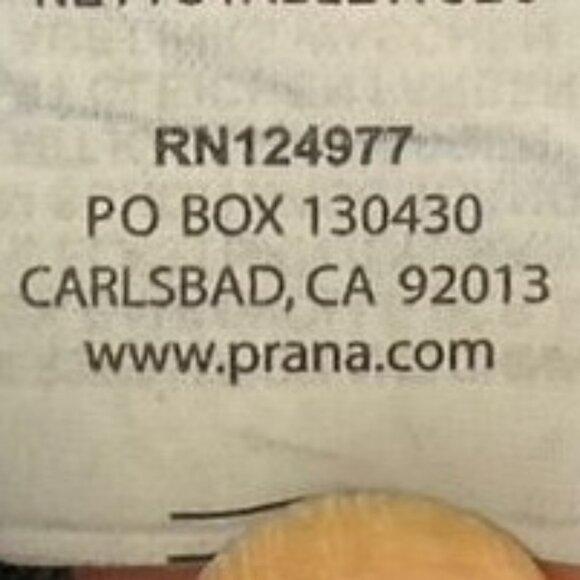 RN124977
PO BOX 130430
CARLSBAD, CA 92013
www.prana.com